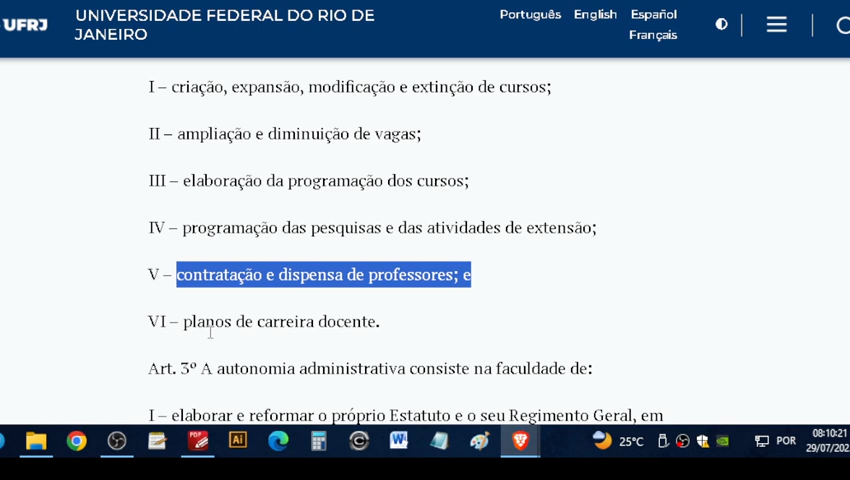 UFRJ
UNIVERSIDADE FEDERAL DO RIO DE
JANEIRO
Português English Español
Français
I – criação, expansão, modificação e extinção de cursos;
II – ampliação e diminuição de vagas;
III – elaboração da programação dos cursos;
IV – programação das pesquisas e das atividades de extensão;
V – contratação e dispensa de professores; e
VI – planos de carreira docente.
Art. 3º A autonomia administrativa consiste na faculdade de:
I – elaborar e reformar o próprio Estatuto e o seu Regimento Geral, em
PDF Ai W 25°C POR 08:10:21
29/07/202